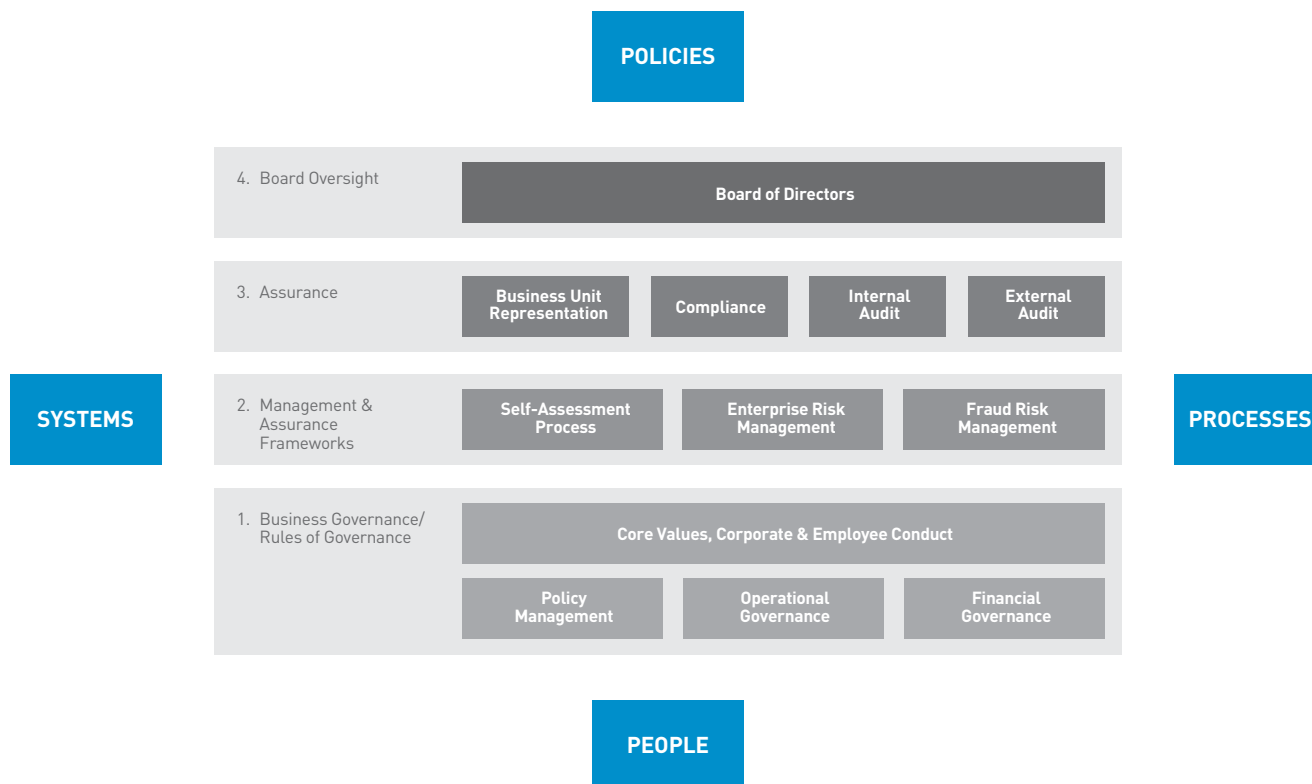 POLICIES
4. Board Oversight
Board of Directors
3. Assurance
Business Unit
Representation
Compliance
Internal
Audit
External
Audit
SYSTEMS
2. Management &
Assurance
Frameworks
Self-Assessment
Process
Enterprise Risk
Management
Fraud Risk
Management
PROCESSES
1. Business Governance/
Rules of Governance
Core Values, Corporate & Employee Conduct
Policy
Management
Operational
Governance
Financial
Governance
PEOPLE